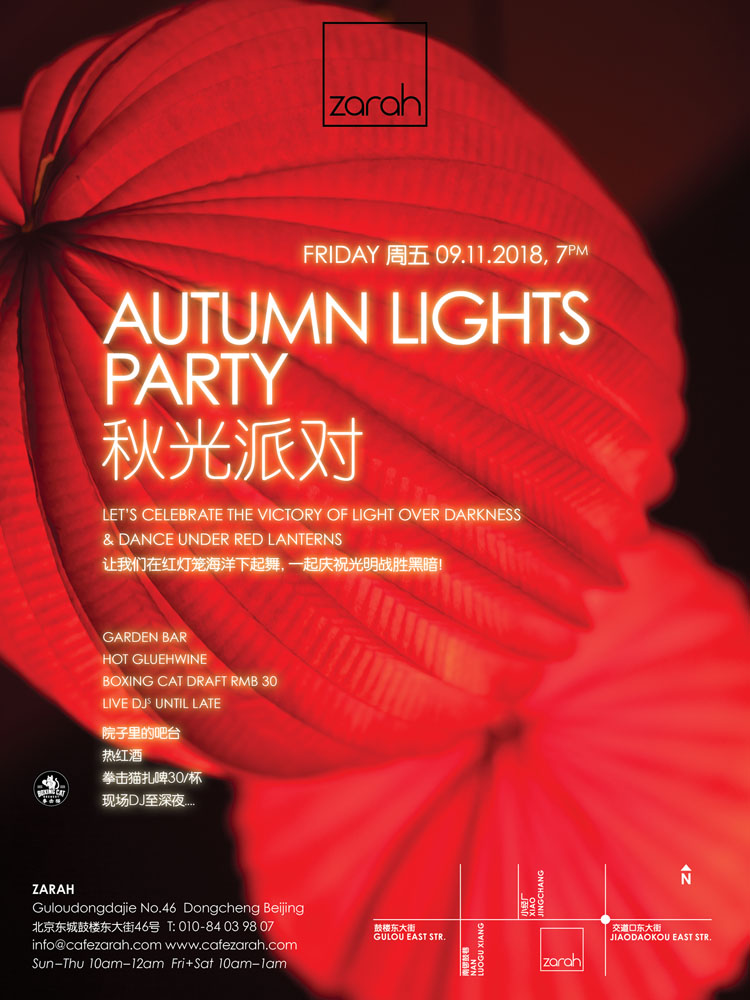 zarah
FRIDAY 周五 09.11.2018, 7PM
AUTUMN LIGHTS
PARTY
秋光派对
LET'S CELEBRATE THE VICTORY OF LIGHT OVER DARKNESS
& DANCE UNDER RED LANTERNS
让我们在红灯笼海洋下起舞, 一起庆祝光明战胜黑暗!
GARDEN BAR
HOT GLUEHWINE
BOXING CAT DRAFT RMB 30
LIVE DJS UNTIL LATE
院子里的吧台
热红酒
拳击猫扎啤30/杯
现场DJ至深夜....
BOXING CAT
BREWERY
拳击猫
ZARAH
Guloudongdajie No.46 Dongcheng Beijing
北京东城鼓楼东大街46号 T: 010-84 03 98 07
info@cafezarah.com www.cafezarah.com
Sun–Thu 10am–12am Fri+Sat 10am–1am
鼓楼东大街
GULOU EAST STR.
南锣鼓巷
NAN
LUOGU XIANG
小经厂
XIAO
JINGCHANG
zarah
交道口东大街
JIAODAOKOU EAST STR.
N